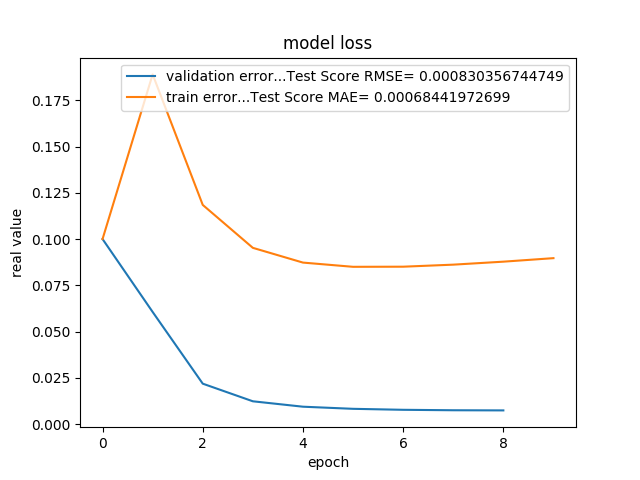 model loss
validation error...Test Score RMSE= 0.000830356744749
train error...Test Score MAE= 0.00068441972699
real value
0.175
0.150
0.125
0.100
0.075
0.050
0.025
0.000
0 2 4 6 8
epoch